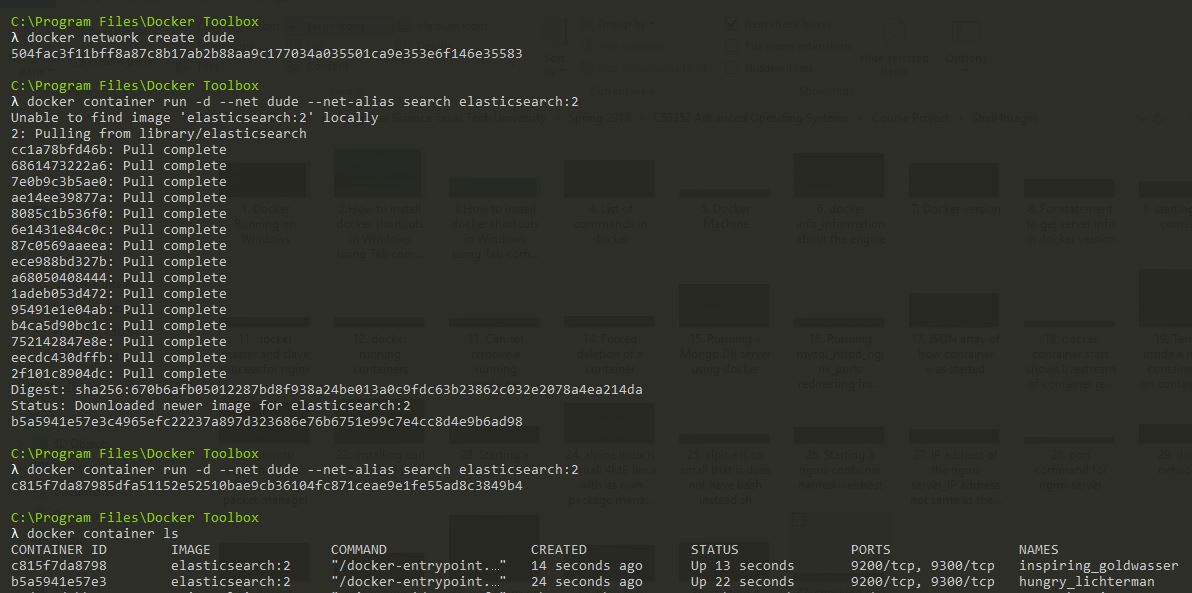 C:\Program Files\Docker Toolbox
λ docker network create dude
504fac3f11bff8a87c8b17ab2b88aa9c177034a035501ca9e353e6f146e35583
C:\Program Files\Docker Toolbox
λ docker container run -d --net dude --net-alias search elasticsearch:2
Unable to find image 'elasticsearch:2' locally
2: Pulling from library/elasticsearch
cc1a78bfd46b: Pull complete
6861473222a6: Pull complete
7e0b9c3b5ae0: Pull complete
ae14ee39877a: Pull complete
8085c1b536f0: Pull complete
6e1431e84c0c: Pull complete
87c0569aaeea: Pull complete
ece988bd327b: Pull complete
a68050408444: Pull complete
1adeb053d472: Pull complete
95491e1e04ab: Pull complete
b4ca5d90bc1c: Pull complete
752142847e8e: Pull complete
eecdc430dffb: Pull complete
2f101c8904dc: Pull complete
Digest: sha256:670b6afb05012287bd8f938a24be013a0c9fdc63b23862c032e2078a4ea214da
Status: Downloaded newer image for elasticsearch:2
b5a5941e57e3c4965efc22237a897d323686e76b6751e99c7e4cc8d4e9b6ad98
C:\Program Files\Docker Toolbox
λ docker container run -d --net dude --net-alias search elasticsearch:2
c815f7da87985dfa51152e52510bae9cb36104fc871ceae9e1fe55ad8c3849b4
C:\Program Files\Docker Toolbox
λ docker container ls
CONTAINER ID IMAGE COMMAND CREATED STATUS PORTS NAMES
c815f7da8798 elasticsearch:2 "/docker-entrypoint.…" 14 seconds ago Up 13 seconds 9200/tcp, 9300/tcp inspiring_goldwasser
b5a5941e57e3 elasticsearch:2 "/docker-entrypoint.…" 24 seconds ago Up 22 seconds 9200/tcp, 9300/tcp hungry_lichterman